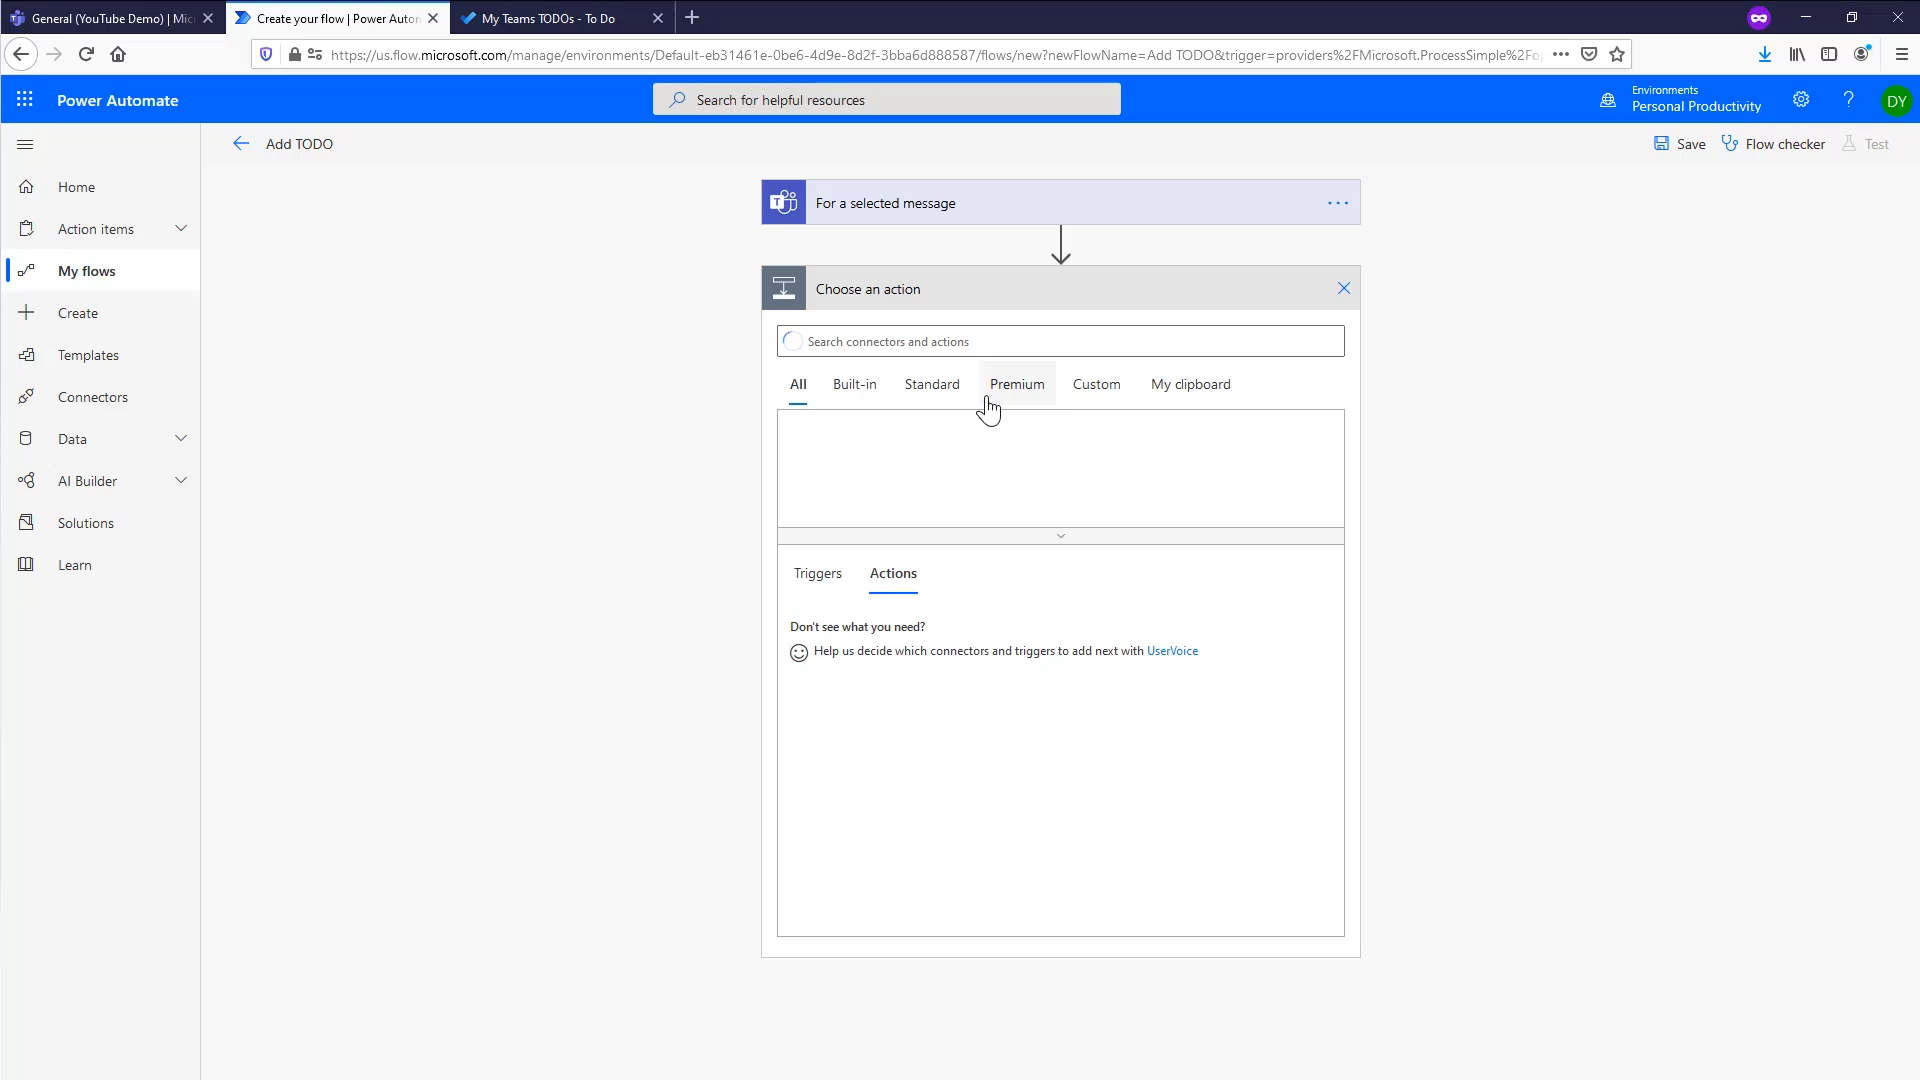 General (YouTube Demo) | Mic
Create your flow | Power Auton
My Teams TODOs - To Do
https://us.flow.microsoft.com/manage/environments/Default-eb31461e-0be6-4d9e-8d2f-3bba6d888587/flows/new?newFlowName=Add TODO&trigger=providers%2FMicrosoft.ProcessSimple%2Fo
Power Automate
Search for helpful resources
Environments
Personal Productivity
?
DY
Add TODO
Save
Flow checker
Test
Home
Action items
My flows
Create
Templates
Connectors
Data
AI Builder
Solutions
Learn
For a selected message
Choose an action
Search connectors and actions
All
Built-in
Standard
Premium
Custom
My clipboard
Triggers
Actions
Don't see what you need?
Help us decide which connectors and triggers to add next with UserVoice